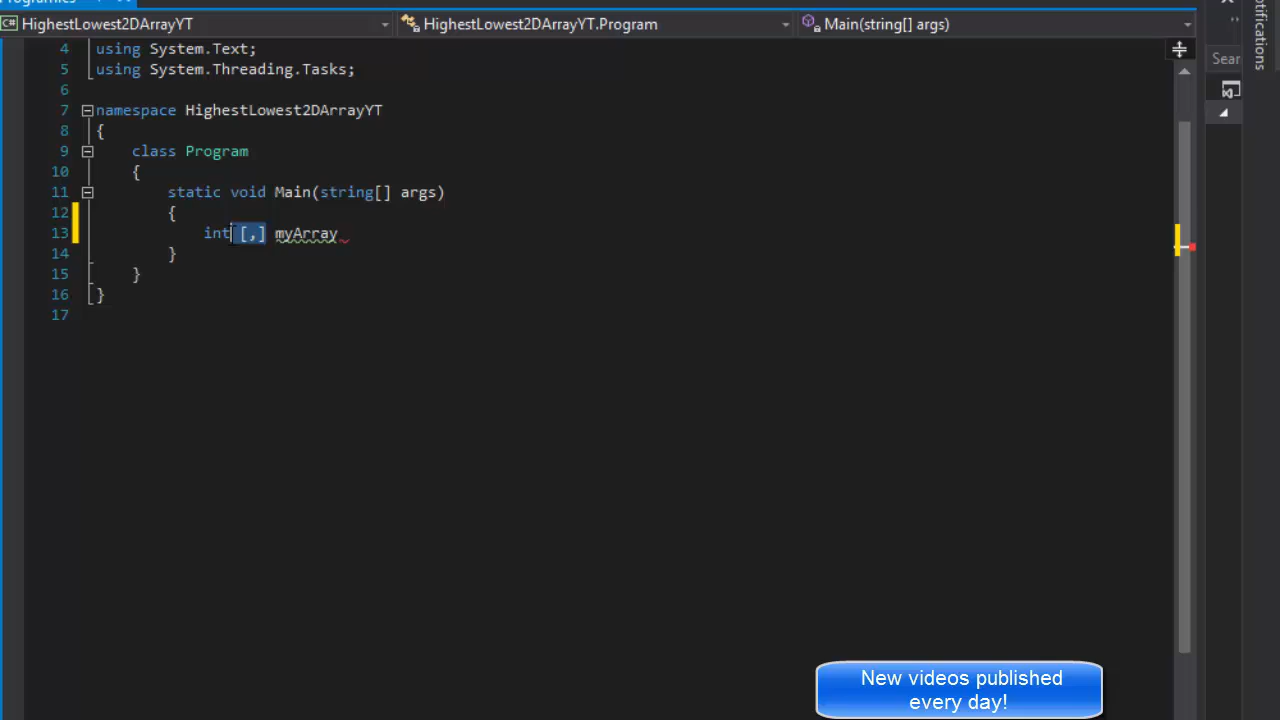 HighestLowest2DArrayYT HighestLowest2DArrayYT.Program Main(string[] args)
4 using System.Text;
5 using System.Threading.Tasks;
6
7 namespace HighestLowest2DArrayYT
8 {
9 class Program
10 {
11 static void Main(string[] args)
12 {
13 int [,] myArray
14 }
15 }
16 }
17
New videos published
every day!